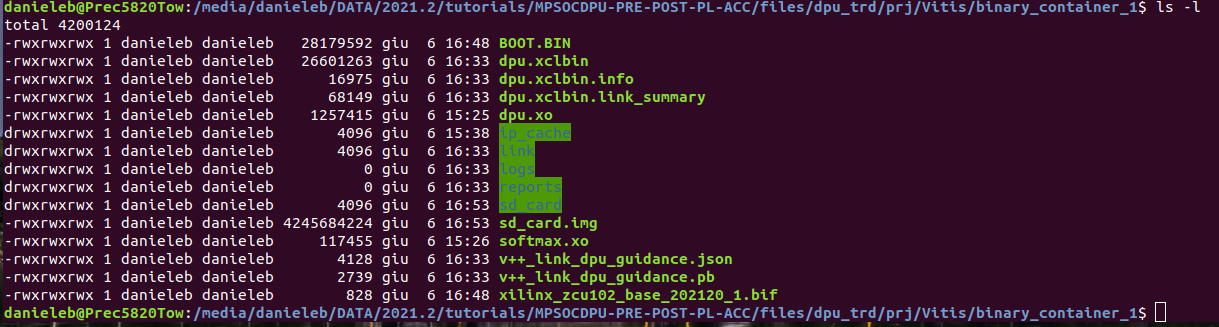 danieleb@Prec5820Tow:/media/danieleb/DATA/2021.2/tutorials/MPSOCDPU-PRE-POST-PL-ACC/files/dpu_trd/prj/Vitis/binary_container_1$ ls -l
total 4200124
-rwxrwxrwx 1 danieleb danieleb   28179592 giu  6 16:48 BOOT.BIN
-rwxrwxrwx 1 danieleb danieleb   26601263 giu  6 16:33 dpu.xclbin
-rwxrwxrwx 1 danieleb danieleb      16975 giu  6 16:33 dpu.xclbin.info
-rwxrwxrwx 1 danieleb danieleb      68149 giu  6 16:33 dpu.xclbin.link_summary
-rwxrwxrwx 1 danieleb danieleb    1257415 giu  6 15:25 dpu.xo
drwxrwxrwx 1 danieleb danieleb       4096 giu  6 15:38 ip_cache
drwxrwxrwx 1 danieleb danieleb       4096 giu  6 16:33 link
drwxrwxrwx 1 danieleb danieleb          0 giu  6 16:33 logs
drwxrwxrwx 1 danieleb danieleb          0 giu  6 16:33 reports
drwxrwxrwx 1 danieleb danieleb       4096 giu  6 16:53 sd_card
-rwxrwxrwx 1 danieleb danieleb 4245684224 giu  6 16:53 sd_card.img
-rwxrwxrwx 1 danieleb danieleb     117455 giu  6 15:26 softmax.xo
-rwxrwxrwx 1 danieleb danieleb       4128 giu  6 16:33 v++_link_dpu_guidance.json
-rwxrwxrwx 1 danieleb danieleb       2739 giu  6 16:33 v++_link_dpu_guidance.pb
-rwxrwxrwx 1 danieleb danieleb        828 giu  6 16:48 xilinx_zcu102_base_202120_1.bif
danieleb@Prec5820Tow:/media/danieleb/DATA/2021.2/tutorials/MPSOCDPU-PRE-POST-PL-ACC/files/dpu_trd/prj/Vitis/binary_container_1$